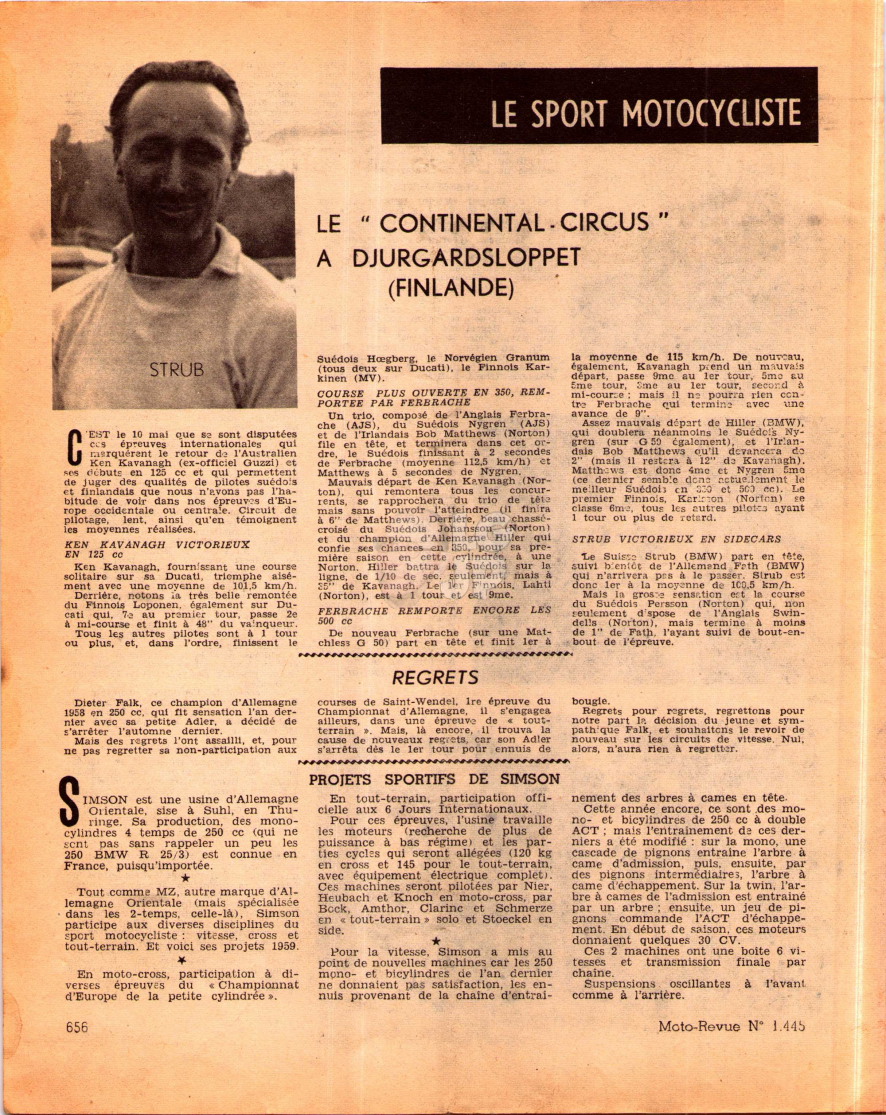 LE SPORT MOTOCYCLISTE
LE " CONTINENTAL-CIRCUS "
A DJURGARDSLOPPET
(FINLANDE)
STRUB
C'EST le 10 mai que se sont disputées
ces épreuves internationales qui
marquèrent le retour de l'Australien
Ken Kavanagh (ex-officiel Guzzi) et
ses débuts en 125 cc et qui permettent
de juger des qualités de pilotes suédois
et finlandais que nous n'avons pas l'ha-
bitude de voir dans nos épreuves d'Eu-
rope occidentale ou centrale. Circuit de
pilotage, lent, ainsi qu'en témoignent
les moyennes réalisées.
KEN KAVANAGH VICTORIEUX
EN 125 cc
Ken Kavanagh, fournissant une course
solitaire sur sa Ducati, triomphe aisé-
ment avec une moyenne de 101,5 km/h.
Derrière, notons la très belle remontée
du Finnois Loponen, également sur Du-
cati qui, 7e au premier tour, passe 2e
à mi-course et finit à 48" du vainqueur.
Tous les autres pilotes sont à 1 tour
ou plus, et, dans l'ordre, finissent le
Suédois Hœgberg, le Norvégien Granum
(tous deux sur Ducati), le Finnois Kar-
kinen (MV).
COURSE PLUS OUVERTE EN 350, REM-
PORTEE PAR FERBRACHE
Un trio, composé de l'Anglais Ferbra-
che (AJS), du Suédois Nygren (AJS)
et de l'Irlandais Bob Matthews (Norton)
file en tête, et terminera dans cet or-
dre, le Suédois finissant à 2 secondes
de Ferbrache (moyenne 112,5 km/h) et
Matthews à 5 secondes de Nygren.
Mauvais départ de Ken Kavanagh (Nor-
ton), qui remontera tous les concur-
rents, se rapprochera du trio de tête
mais sans pouvoir l'atteindre (il finira
à 6" de Matthews). Derrière, beau chassé-
croisé du Suédois Johansson (Norton)
et du champion d'Allemagne Hiller qui
confie ses chances en 350, pour sa pre-
mière saison en cette cylindrée, à une
Norton. Hiller battra le Suédois sur la
ligne, de 1/10 de sec. seulement, mais à
35" de Kavanagh. Le 1er Finnois, Lahti
(Norton), est à 1 tour et est 9me.
FERBRACHE REMPORTE ENCORE LES
500 cc
De nouveau Ferbrache (sur une Mat-
chless G 50) part en tête et finit 1er à
la moyenne de 115 km/h. De nouveau,
également, Kavanagh prend un mauvais
départ, passe 9me au 1er tour, 5me au
5me tour, 3me au 1er tour, second à
mi-course ; mais il ne pourra rien con-
tre Ferbrache qui termine avec une
avance de 9".
Assez mauvais départ de Hiller (BMW),
qui doublera néanmoins le Suédois Ny-
gren (sur G 50 également), et l'Irlan-
dais Bob Matthews qu'il devancera de
2" (mais il restera à 12" de Kavanagh).
Matthews est donc 4me et Nygren 5me
(ce dernier semble donc actuellement le
meilleur Suédois en 350 et 500 cc). Le
premier Finnois, Karlsson (Norton) se
classe 6me, tous les autres pilotes ayant
1 tour ou plus de retard.
STRUB VICTORIEUX EN SIDECARS
Le Suisse Strub (BMW) part en tête,
suivi bientôt de l'Allemand Fath (BMW)
qui n'arrivera pas à le passer. Strub est
donc 1er à la moyenne de km/h.
Mais la grosse sensation est la course
du Suédois Persson (Norton) qui, non
seulement dispose de l'Anglais Swin-
dells (Norton), mais termine à moins
de 1" de Fath, l'ayant suivi de bout-en-
bout de l'épreuve.
REGRETS
Dieter Falk, ce champion d'Allemagne
1958 en 250 cc, qui fit sensation l'an der-
nier avec sa petite Adler, a décidé de
s'arrêter l'automne dernier.
Mais des regrets l'ont assailli, et, pour
ne pas regretter sa non-participation aux
courses de Saint-Wendel, 1re épreuve du
Championnat d'Allemagne, il s'engagea
ailleurs, dans une épreuve de « tout-
terrain ». Mais, là encore, il trouva la
cause de nouveaux regrets, car son Adler
s'arrêta dès le 1er tour pour ennuis de
bougie.
Regrets pour regrets, regrettons pour
notre part la décision du jeune et sym-
pathique Falk, et souhaitons le revoir de
nouveau sur les circuits de vitesse. Nul,
alors, n'aura rien à regretter.
PROJETS SPORTIFS DE SIMSON
SIMSON est une usine d'Allemagne
Orientale, sise à Suhl, en Thu-
ringe. Sa production, des mono-
cylindres 4 temps de 250 cc (qui ne
sont pas sans rappeler un peu les
250 BMW R 25/3) est connue en
France, puisqu'importée.
★
Tout comme MZ, autre marque d'Al-
lemagne Orientale (mais spécialisée
dans les 2-temps, celle-là), Simson
participe aux diverses disciplines du
sport motocycliste : vitesse, cross et
tout-terrain. Et voici ses projets 1959.
★
En moto-cross, participation à di-
verses épreuves du « Championnat
d'Europe de la petite cylindrée ».
En tout-terrain, participation offi-
cielle aux 6 Jours Internationaux.
Pour ces épreuves, l'usine travaille
les moteurs (recherche de plus de
puissance à bas régime) et les par-
ties cycles qui seront allégées (120 kg
en cross et 145 pour le tout-terrain,
avec équipement électrique complet).
Ces machines seront pilotées par Nier,
Heubach et Knoch en moto-cross, par
Beck, Amthor, Clarino et Schmerze
en « tout-terrain » solo et Stoeckel en
side.
★
Pour la vitesse, Simson a mis au
point de nouvelles machines car les 250
mono- et bicylindres de l'an dernier
ne donnaient pas satisfaction, les en-
nuis provenant de la chaîne d'entraî-
nement des arbres à cames en tête.
Cette année encore, ce sont des mo-
no- et bicylindres de 250 cc à double
ACT ; mais l'entraînement de ces der-
niers a été modifié : sur la mono, une
cascade de pignons entraîne l'arbre à
came d'admission, puis, ensuite, par
des pignons intermédiaires, l'arbre à
came d'échappement. Sur la twin, l'ar-
bre à cames de l'admission est entraîné
par un arbre ; ensuite, un jeu de pi-
gnons commande l'ACT d'échappe-
ment. En début de saison, ces moteurs
donnaient quelques 30 CV.
Ces 2 machines ont une boîte 6 vi-
tesses et transmission finale par
chaîne.
Suspensions oscillantes à l'avant
comme à l'arrière.
656
Moto-Revue N° 1.445